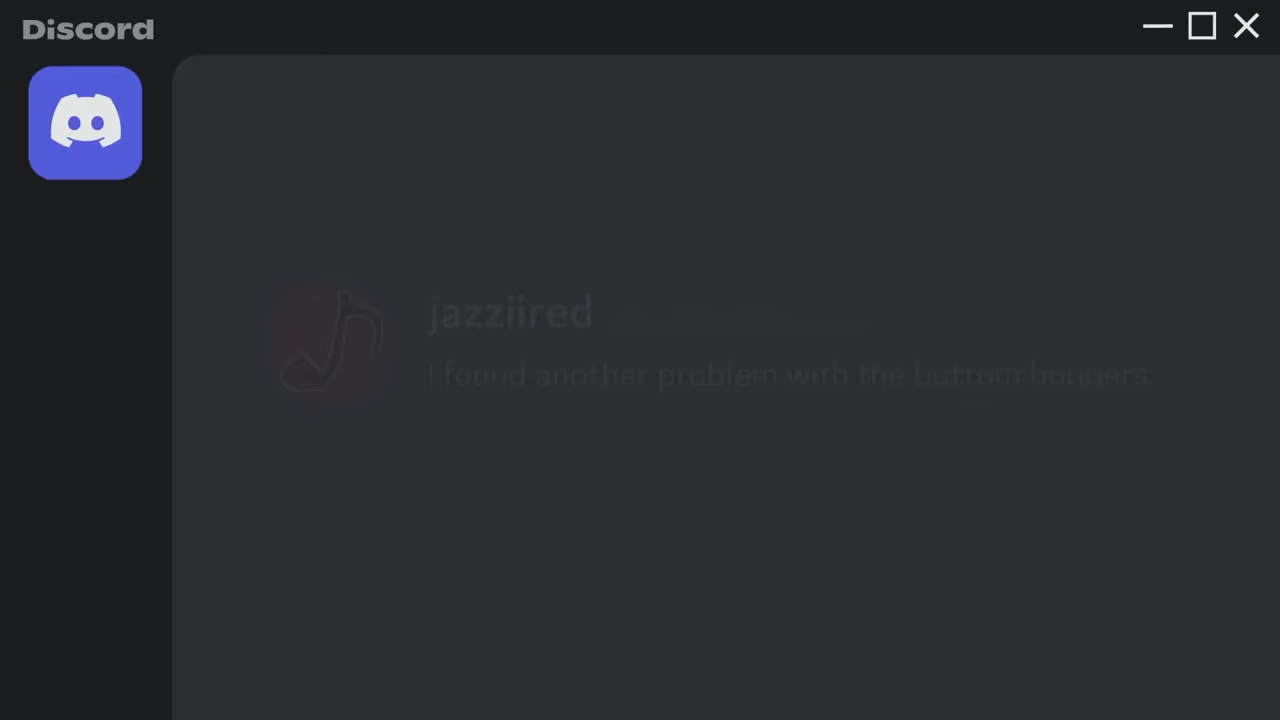 Discord
jazziired
I found another problem with the bottom hoppers